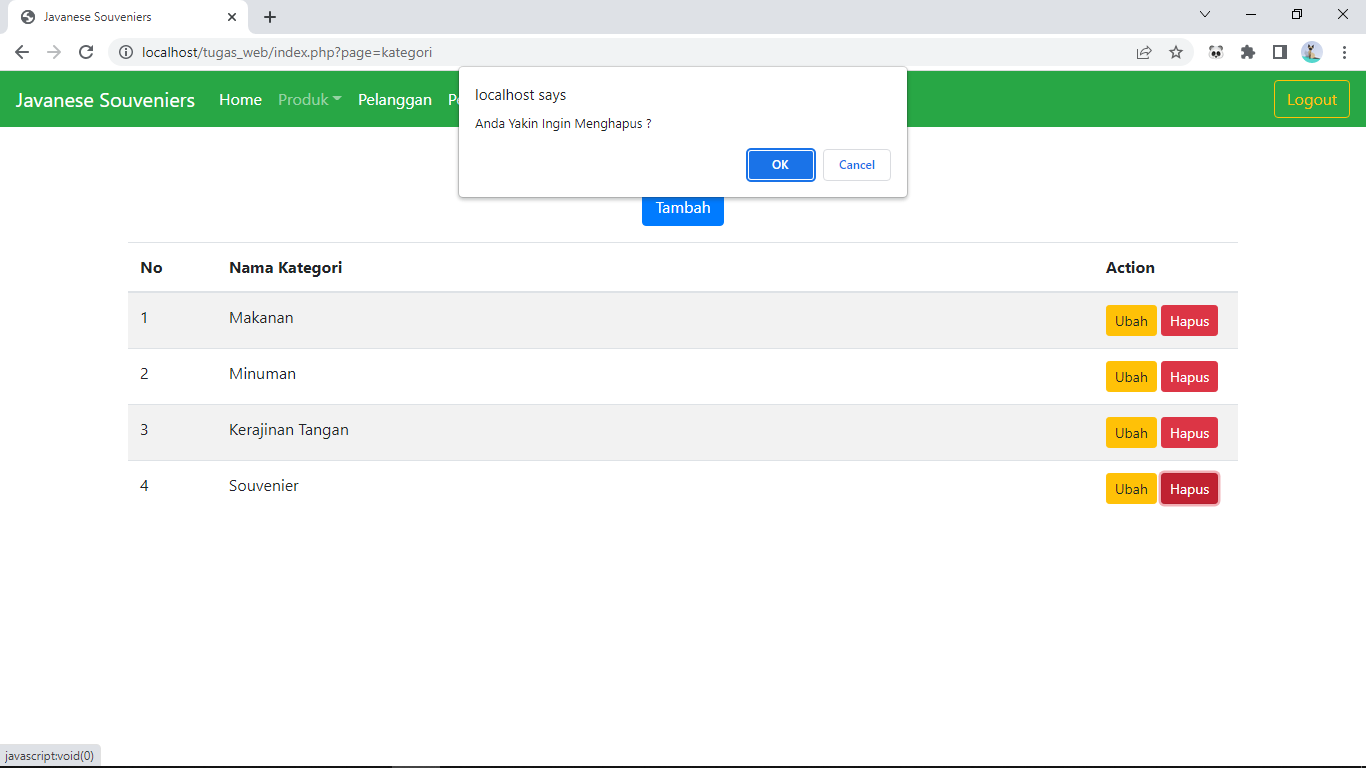 Javanese Souveniers
localhost/tugas_web/index.php?page=kategori
Javanese Souveniers Home Produk Pelanggan Logout
localhost says
Anda Yakin Ingin Menghapus ?
OK Cancel
Tambah
No Nama Kategori Action
1 Makanan Ubah Hapus
2 Minuman Ubah Hapus
3 Kerajinan Tangan Ubah Hapus
4 Souvenier Ubah Hapus
javascript:void(0)